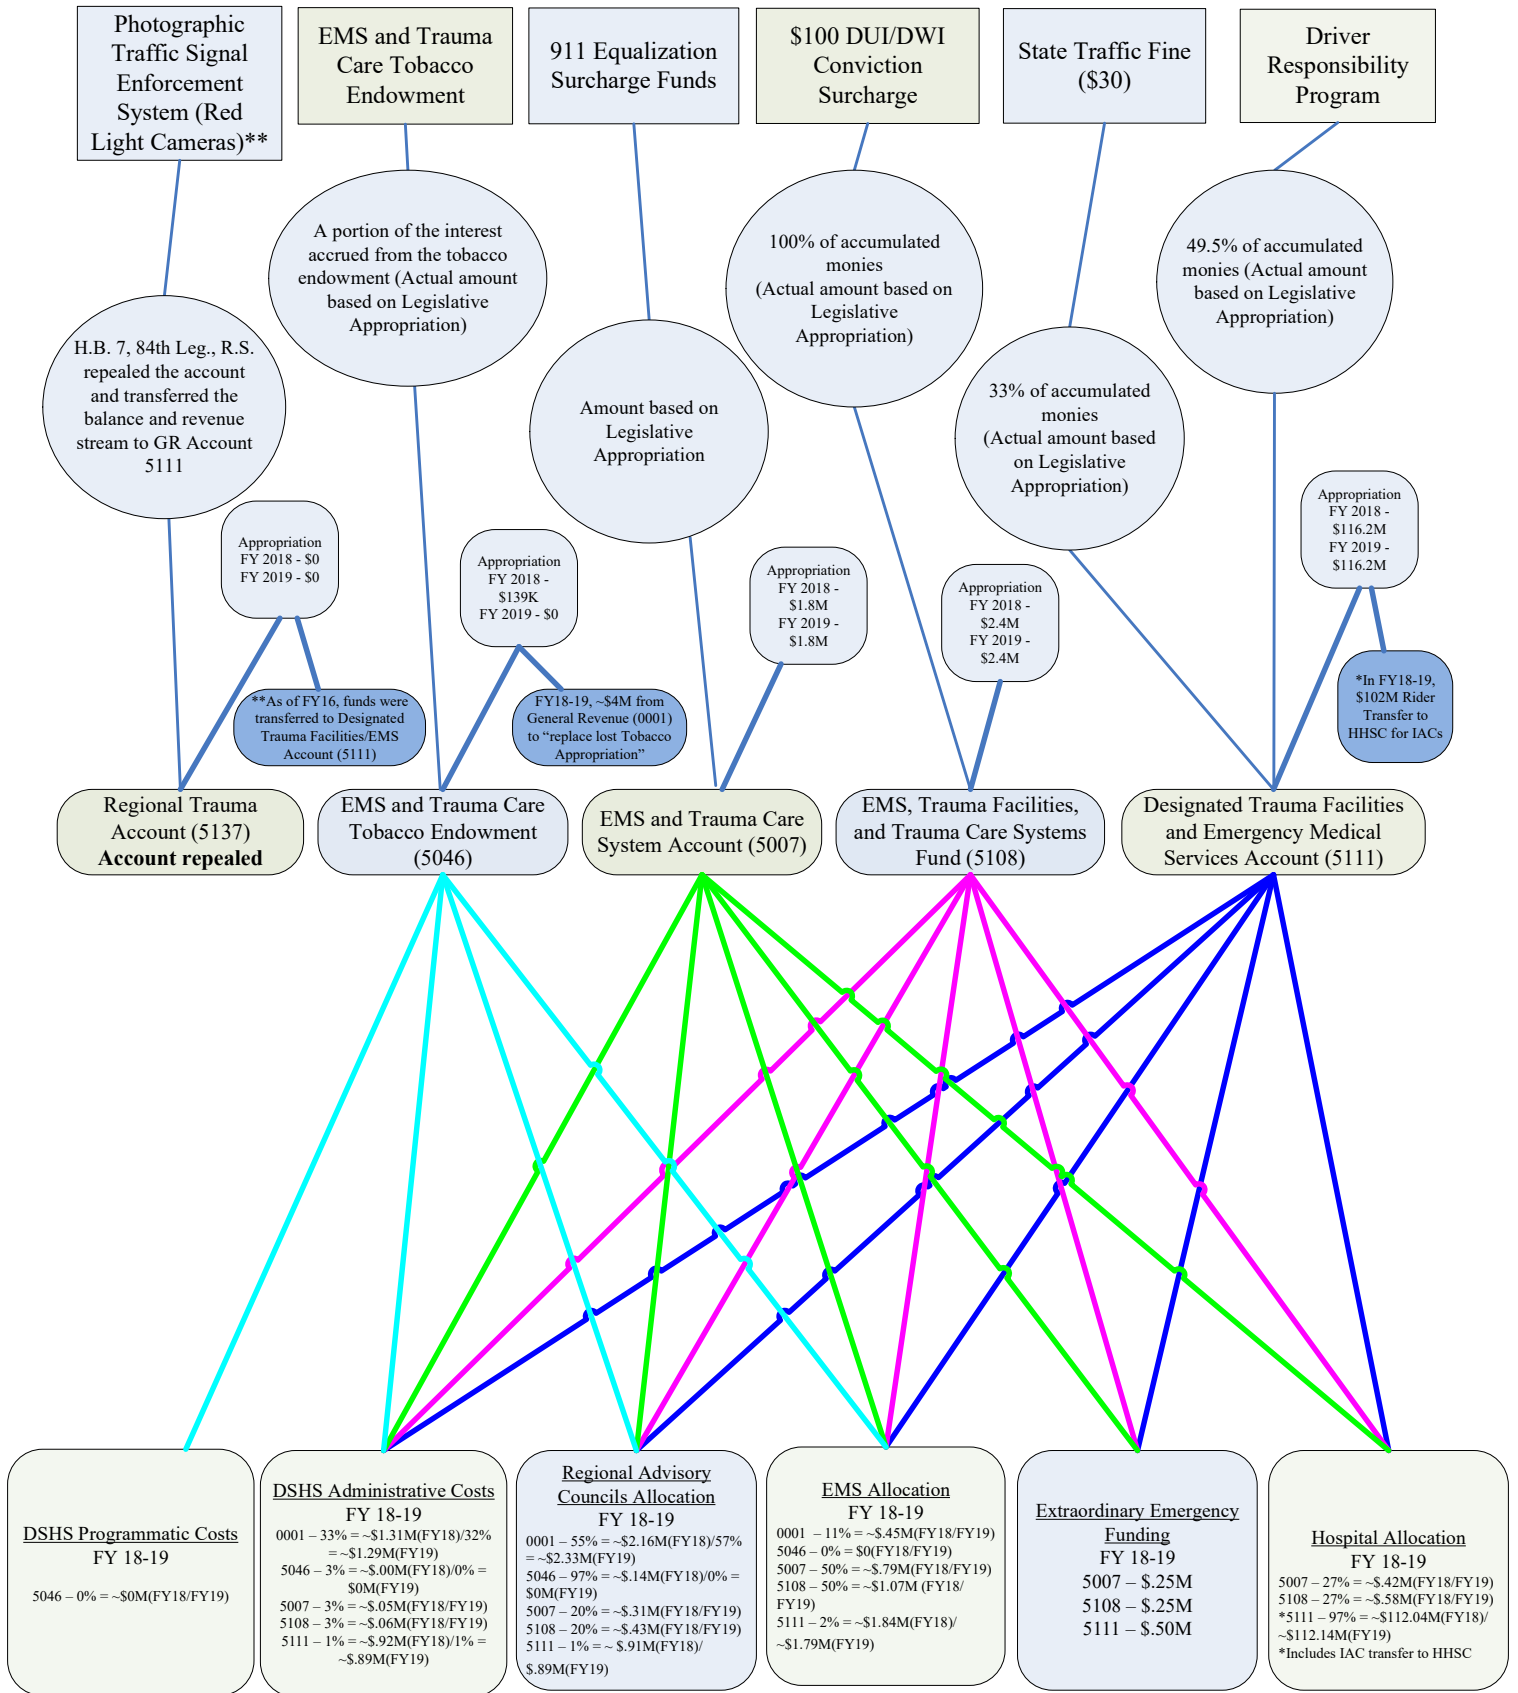 Photographic
Traffic Signal
Enforcement
System (Red
Light Cameras)**
EMS and Trauma
Care Tobacco
Endowment
911 Equalization
Surcharge Funds
$100 DUI/DWI
Conviction
Surcharge
State Traffic Fine
($30)
Driver
Responsibility
Program
H.B. 7, 84th Leg., R.S.
repealed the account
and transferred the
balance and revenue
stream to GR Account
5111
A portion of the interest
accrued from the tobacco
endowment (Actual amount
based on Legislative
Appropriation)
Amount based on
Legislative
Appropriation
100% of accumulated
monies
(Actual amount based on
Legislative
Appropriation)
33% of accumulated
monies
(Actual amount based
on Legislative
Appropriation)
49.5% of accumulated
monies (Actual amount
based on Legislative
Appropriation)
Appropriation
FY 2018 - $0
FY 2019 - $0
Appropriation
FY 2018 -
$139K
FY 2019 - $0
Appropriation
FY 2018 -
$1.8M
FY 2019 -
$1.8M
Appropriation
FY 2018 -
$2.4M
FY 2019 -
$2.4M
Appropriation
FY 2018 -
$116.2M
FY 2019 -
$116.2M
**As of FY16, funds were
transferred to Designated
Trauma Facilities/EMS
Account (5111)
FY18-19, ~$4M from
General Revenue (0001)
to “replace lost Tobacco
Appropriation”
*In FY18-19,
$102M Rider
Transfer to
HHSC for IACs
Regional Trauma
Account (5137)
Account repealed
EMS and Trauma Care
Tobacco Endowment
(5046)
EMS and Trauma Care
System Account (5007)
EMS, Trauma Facilities,
and Trauma Care Systems
Fund (5108)
Designated Trauma Facilities
and Emergency Medical
Services Account (5111)
DSHS Programmatic Costs
FY 18-19
5046 – 0% = ~$0M(FY18/FY19)
DSHS Administrative Costs
FY 18-19
0001 – 33% = ~$1.31M(FY18)/32%
= ~$1.29M(FY19)
5046 – 3% = ~$.00M(FY18)/0% =
$0M(FY19)
5007 – 3% = ~$.05M(FY18/FY19)
5108 – 3% = ~$.06M(FY18/FY19)
5111 – 1% = ~$.92M(FY18)/1% =
~$.89M(FY19)
Regional Advisory
Councils Allocation
FY 18-19
0001 – 55% = ~$2.16M(FY18)/57%
= ~$2.33M(FY19)
5046 – 97% = ~$.14M(FY18)/0% =
$0M(FY19)
5007 – 20% = ~$.31M(FY18/FY19)
5108 – 20% = ~$.43M(FY18/FY19)
5111 – 1% = ~ $.91M(FY18)/
$.89M(FY19)
EMS Allocation
FY 18-19
0001 – 11% = ~$.45M(FY18/FY19)
5046 – 0% = $0(FY18/FY19)
5007 – 50% = ~$.79M(FY18/FY19)
5108 – 50% = ~$1.07M (FY18/
FY19)
5111 – 2% = ~$1.84M(FY18)/
~$1.79M(FY19)
Extraordinary Emergency
Funding
FY 18-19
5007 – $.25M
5108 – $.25M
5111 – $.50M
Hospital Allocation
FY 18-19
5007 – 27% = ~$.42M(FY18/FY19)
5108 – 27% = ~$.58M(FY18/FY19)
*5111 – 97% = ~$112.04M(FY18)/
~$112.14M(FY19)
*Includes IAC transfer to HHSC